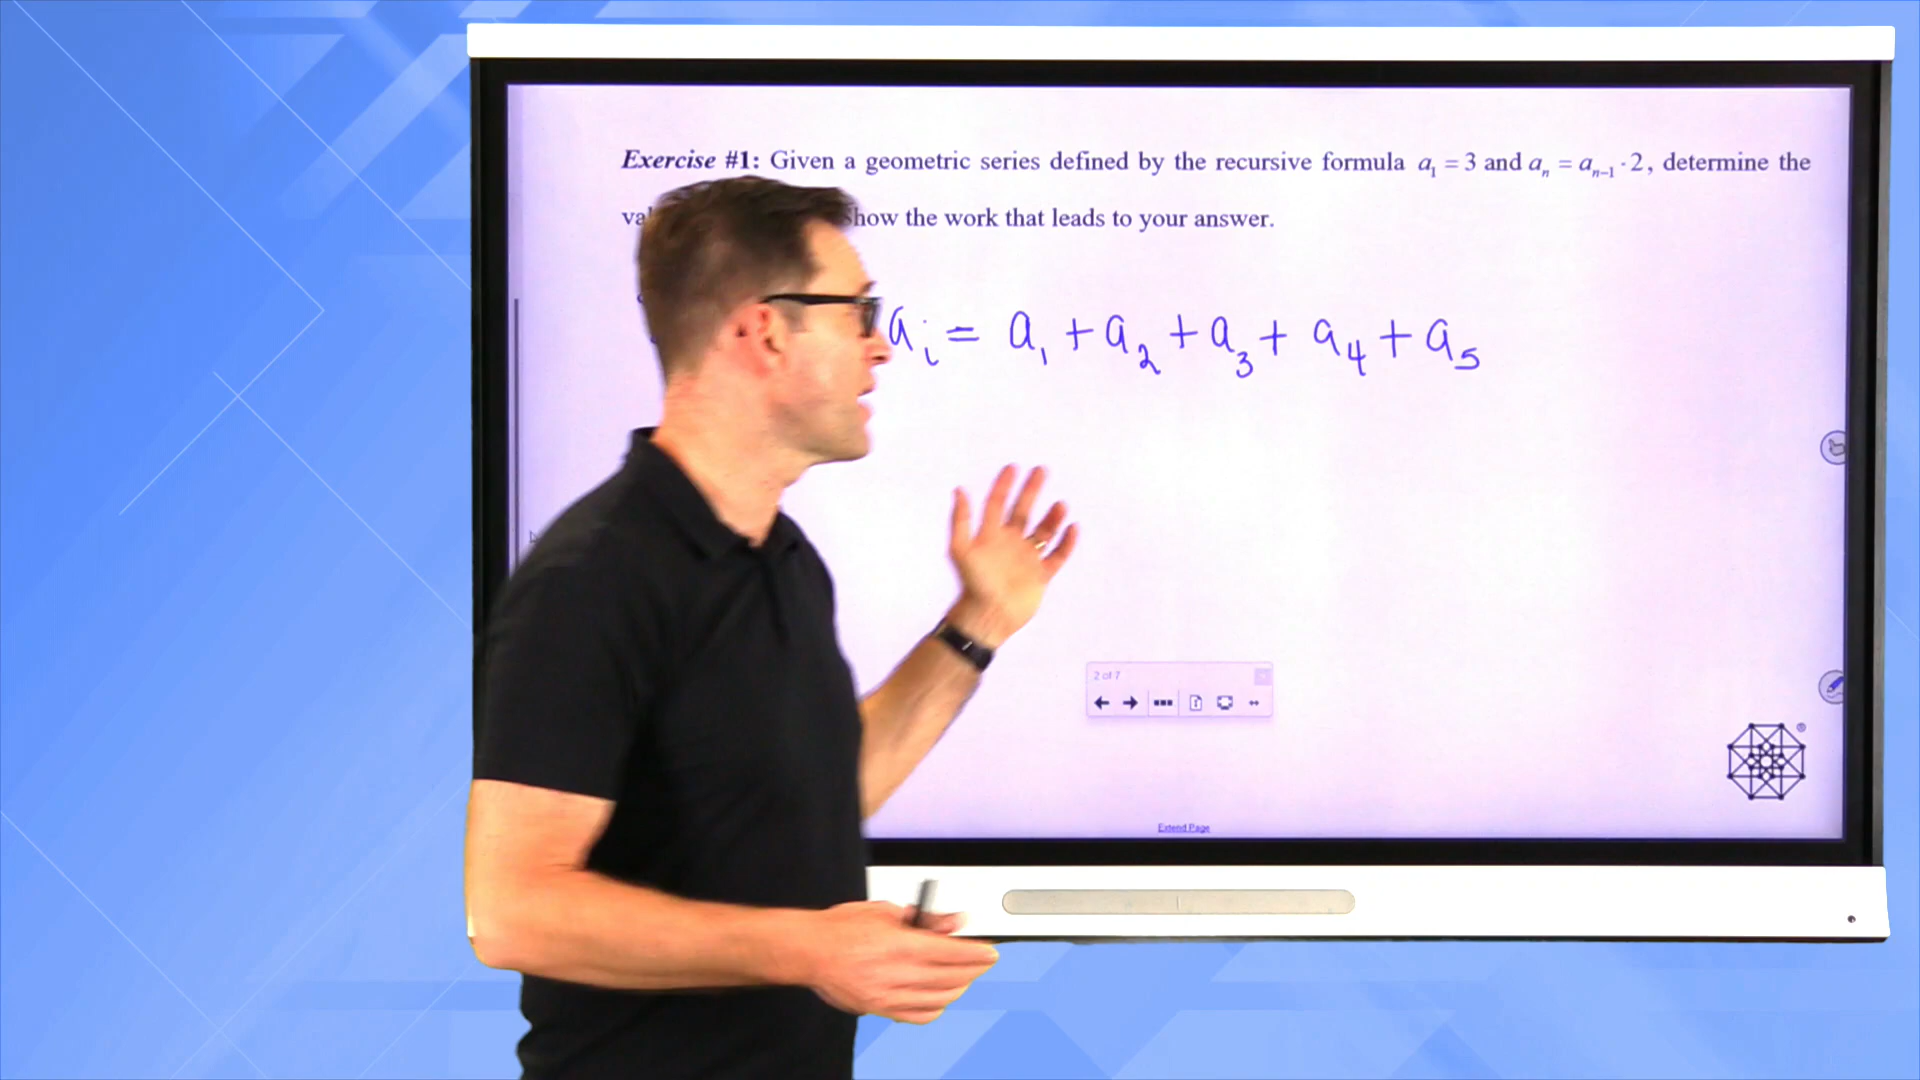 Exercise #1: Given a geometric series defined by the recursive formula a₁ = 3 and aₙ = aₙ₋₁ · 2, determine the
how the work that leads to your answer.
aᵢ = a₁ + a₂ + a₃ + a₄ + a₅
2 of 7
®
Extend Page